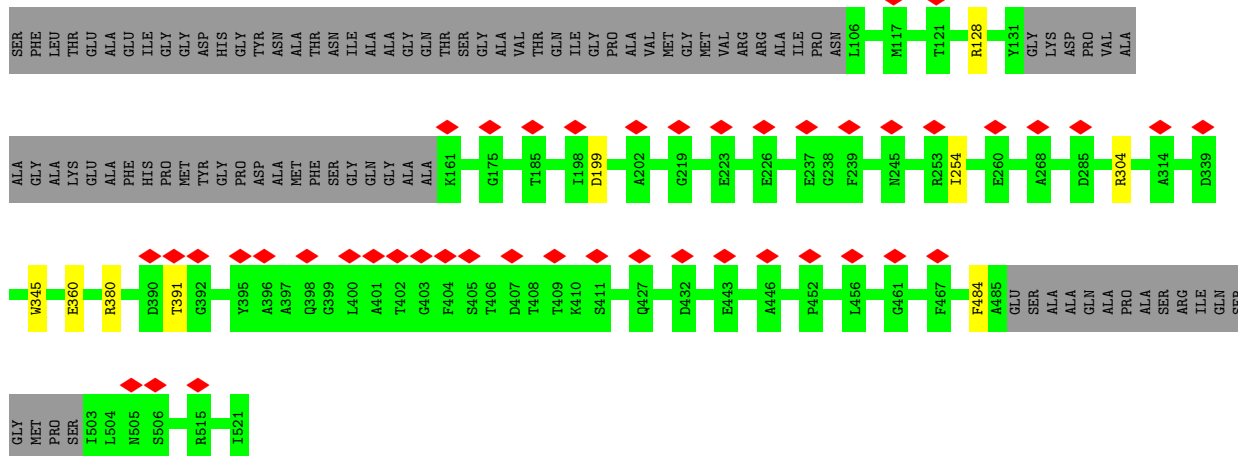 SER PHE LEU THR GLU ALA GLU ILE GLY GLY ASP HIS GLY TYR ASN ALA THR ASN ILE ALA ALA GLY GLN THR SER GLY ALA VAL THR GLN ILE GLY PRO ALA VAL MET GLY MET VAL ARG ARG ALA ILE PRO ASN L106 M117 T121 R128 Y131 GLY LYS ASP PRO VAL ALA
ALA GLY ALA LYS GLU ALA PHE HIS PRO MET TYR GLY PRO ASP ALA MET PHE SER GLY GLN GLY ALA ALA K161 G175 T185 I198 D199 A202 G219 E223 E226 E237 G238 F239 N245 R253 I254 E260 A268 D285 R304 A314 D339
W345 E360 R380 D390 T391 G392 Y395 A396 A397 Q398 G399 L400 A401 T402 G403 F404 S405 T406 D407 T408 T409 K410 S411 Q427 D432 E443 A446 P452 L456 G461 F467 F484 A485 GLU SER ALA ALA GLN ALA PRO ALA SER ARG ILE GLN SER
GLY MET PRO SER I503 L504 N505 S506 R515 I521